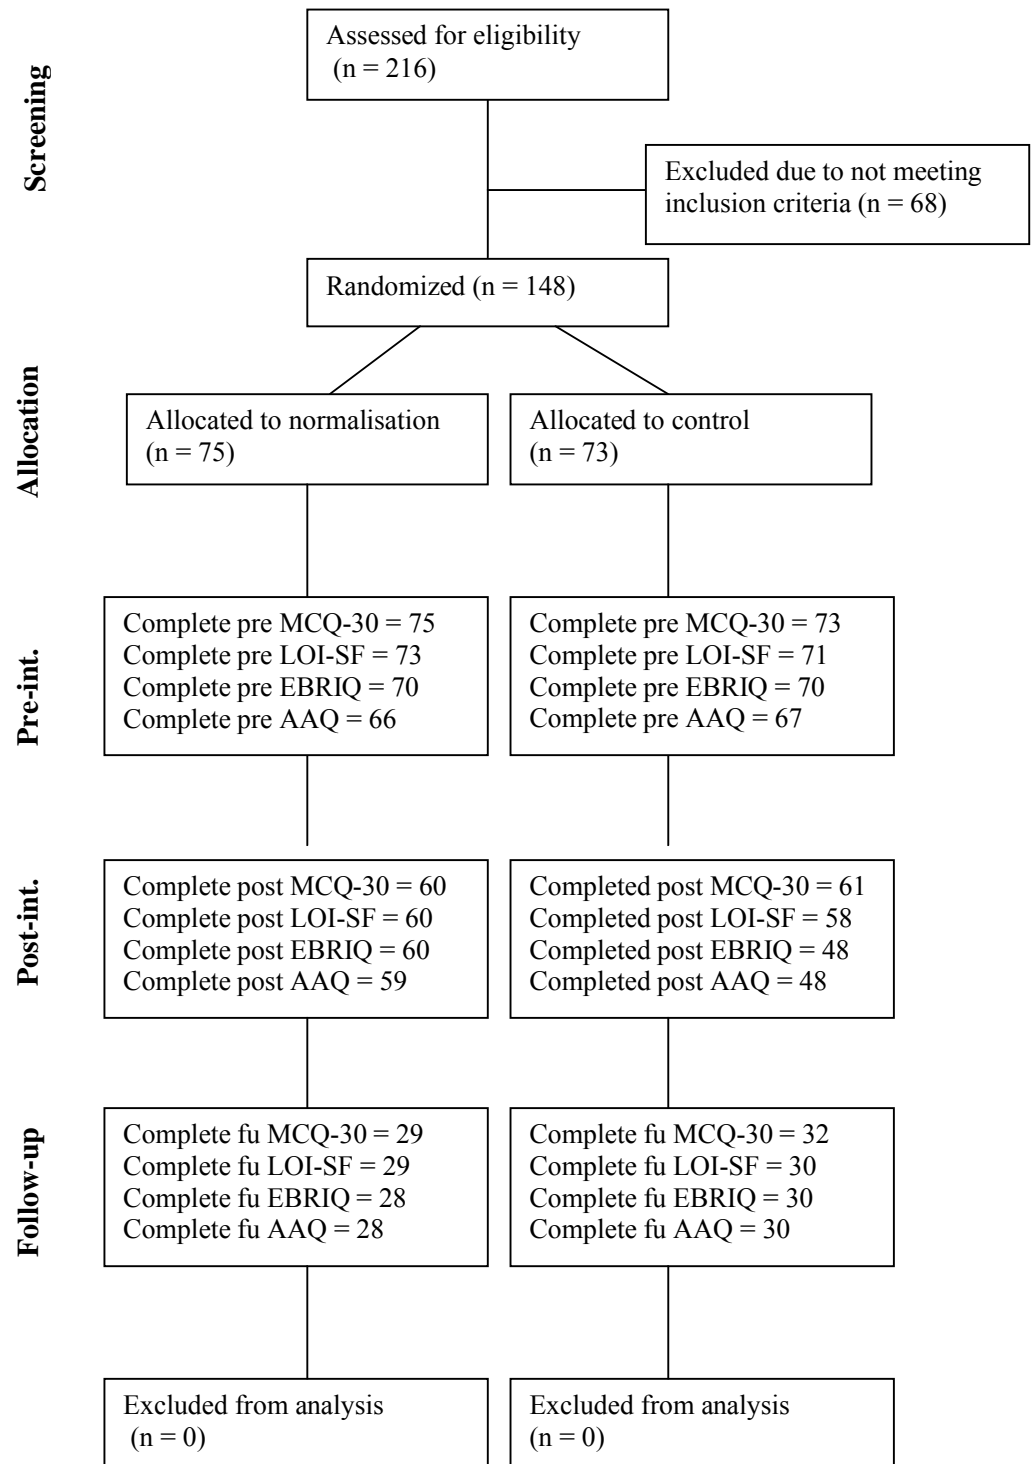 Screening
Assessed for eligibility
(n = 216)
Excluded due to not meeting
inclusion criteria (n = 68)
Randomized (n = 148)
Allocation
Allocated to normalisation
(n = 75)
Allocated to control
(n = 73)
Pre-int.
Complete pre MCQ-30 = 75
Complete pre LOI-SF = 73
Complete pre EBRIQ = 70
Complete pre AAQ = 66
Complete pre MCQ-30 = 73
Complete pre LOI-SF = 71
Complete pre EBRIQ = 70
Complete pre AAQ = 67
Post-int.
Complete post MCQ-30 = 60
Complete post LOI-SF = 60
Complete post EBRIQ = 60
Complete post AAQ = 59
Completed post MCQ-30 = 61
Completed post LOI-SF = 58
Completed post EBRIQ = 48
Completed post AAQ = 48
Follow-up
Complete fu MCQ-30 = 29
Complete fu LOI-SF = 29
Complete fu EBRIQ = 28
Complete fu AAQ = 28
Complete fu MCQ-30 = 32
Complete fu LOI-SF = 30
Complete fu EBRIQ = 30
Complete fu AAQ = 30
Excluded from analysis
(n = 0)
Excluded from analysis
(n = 0)